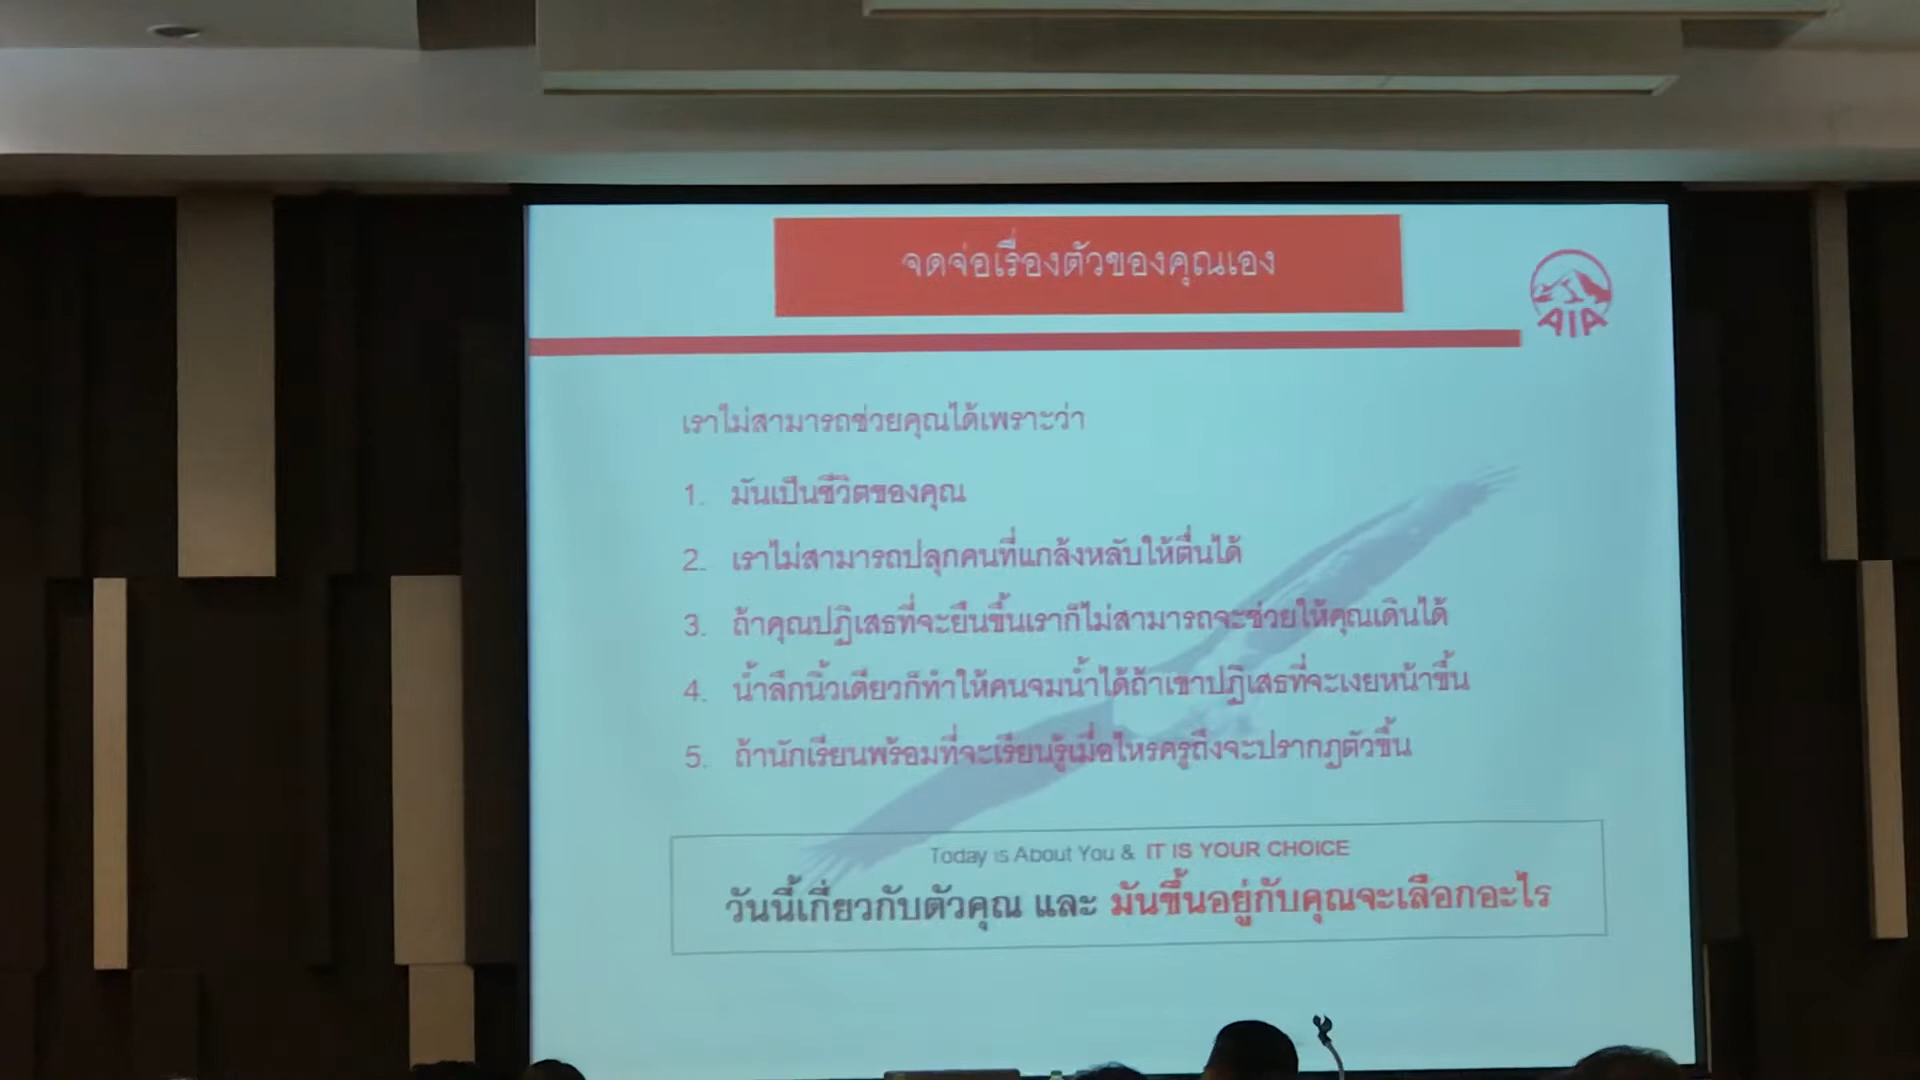 จดจ่อเรื่องตัวของคุณเอง
AIA
เราไม่สามารถช่วยคุณได้เพราะว่า
1. มันเป็นชีวิตของคุณ
2. เราไม่สามารถปลุกคนที่แกล้งหลับให้ตื่นได้
3. ถ้าคุณปฏิเสธที่จะยืนขึ้นเราก็ไม่สามารถจะช่วยให้คุณเดินได้
4. น้ำลึกนิ้วเดียวก็ทำให้คนจมน้ำได้ถ้าเขาปฏิเสธที่จะเงยหน้าขึ้น
5. ถ้านักเรียนพร้อมที่จะเรียนรู้เมื่อไหรครูถึงจะปรากฏตัวขึ้น
Today is About You & IT IS YOUR CHOICE
วันนี้เกี่ยวกับตัวคุณ และ มันขึ้นอยู่กับคุณจะเลือกอะไร